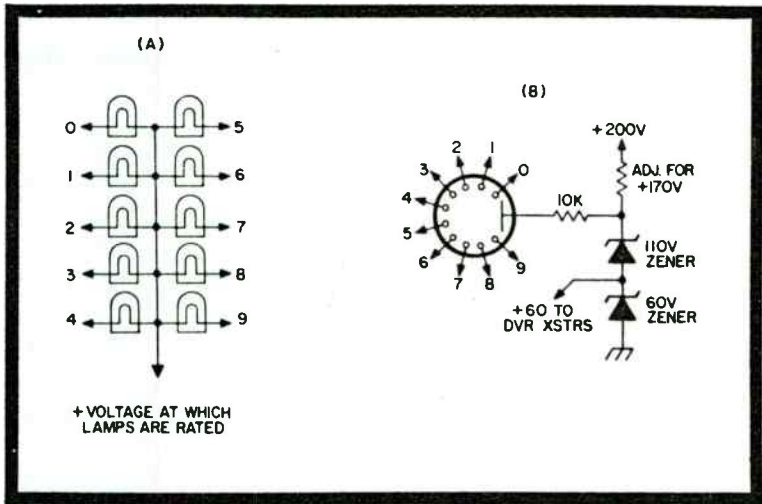 (A)
0
5
1
6
2
7
3
8
4
9
+ VOLTAGE AT WHICH
LAMPS ARE RATED
(B)
+200V
ADJ. FOR
+170V
2
1
3
0
4
10K
5
6
9
7
8
110V
ZENER
+60 TO
DVR XSTRS
60V
ZENER